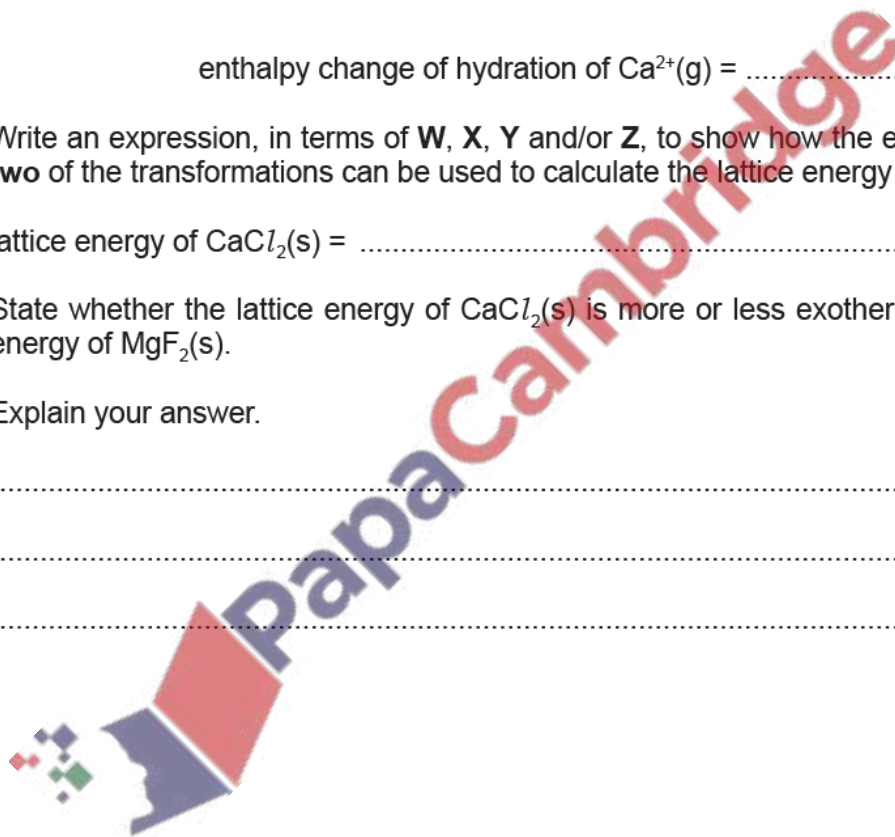 enthalpy change of hydration of Ca²⁺(g) = ....................
Write an expression, in terms of W, X, Y and/or Z, to show how the e
wo of the transformations can be used to calculate the lattice energy
attice energy of CaCl₂(s) = ....................
State whether the lattice energy of CaCl₂(s) is more or less exother
energy of MgF₂(s).
Explain your answer.
....................
....................
....................
PapaCambridge